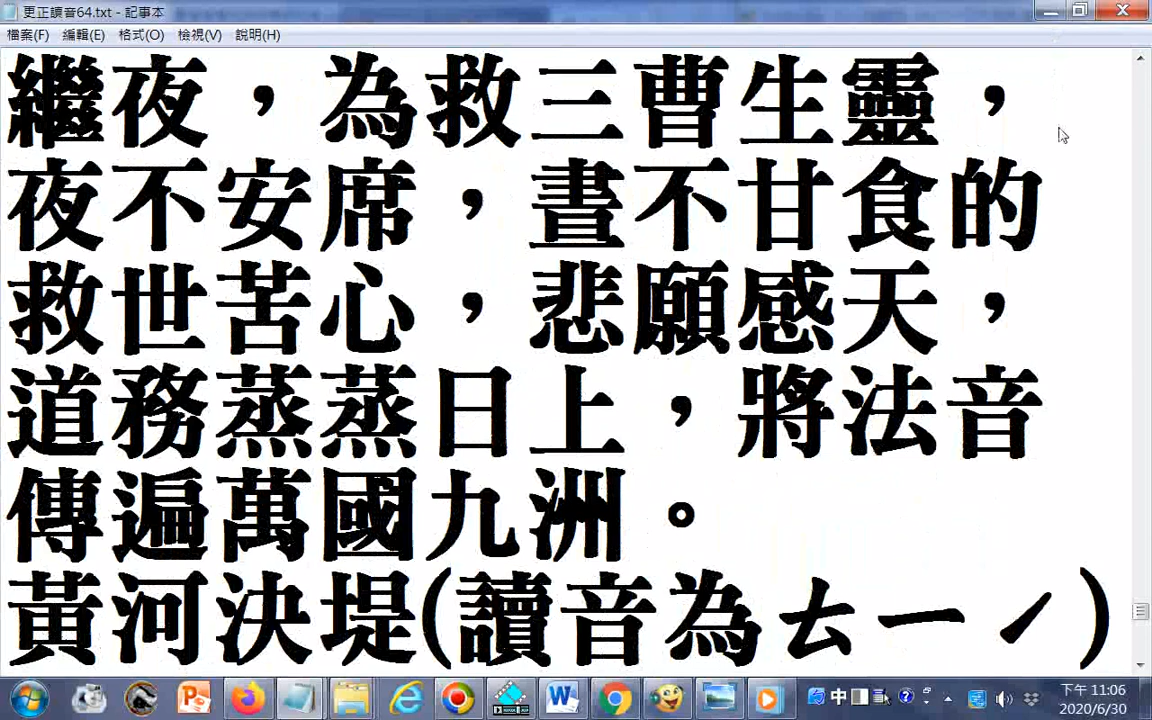 更正讀音64.txt - 記事本
檔案(F) 編輯(E) 格式(O) 檢視(V) 說明(H)
繼夜，為救三曹生靈，
夜不安席，晝不甘食的
救世苦心，悲願感天，
道務蒸蒸日上，將法音
傳遍萬國九洲。
黃河決堤(讀音為ㄊ一ˊ)
中
下午 11:06
2020/6/30